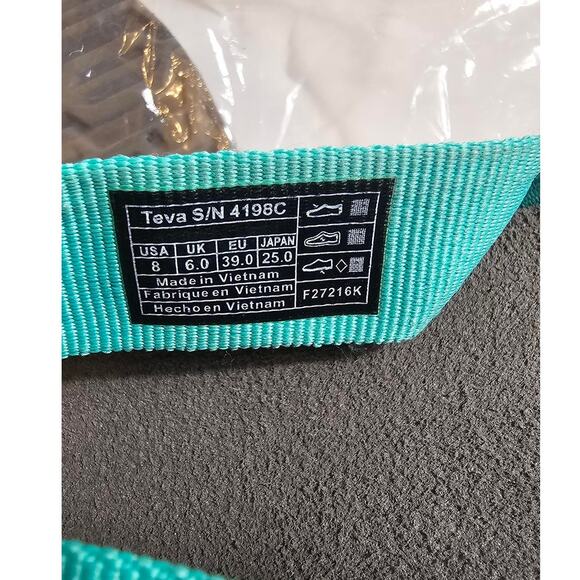 Teva S/N 4198C
USA UK EU JAPAN
8 6.0 39.0 25.0
Made in Vietnam
Fabrique en Vietnam
Hecho en Vietnam
F27216K